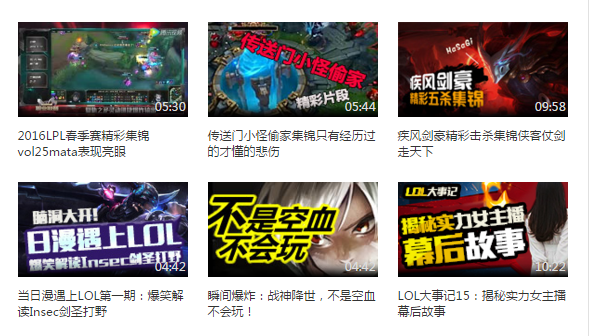 05:30
传送门小怪偷家
精彩片段
05:44
HaSaGi
疾风剑豪
精彩五杀集锦
09:58
2016LPL春季赛精彩集锦
vol25mata表现亮眼
传送门小怪偷家集锦只有经历过
的才懂的悲伤
疾风剑豪精彩击杀集锦侠客仗剑
走天下
脑洞大开!
日漫遇上LOL
爆笑解读Insec剑圣打野
04:42
不是空血
不会玩
04:42
LOL大事记
揭秘实力女主播
幕后故事
10:22
当日漫遇上LOL第一期：爆笑解
读Insec剑圣打野
瞬间爆炸：战神降世，不是空血
不会玩！
LOL大事记15：揭秘实力女主播
幕后故事